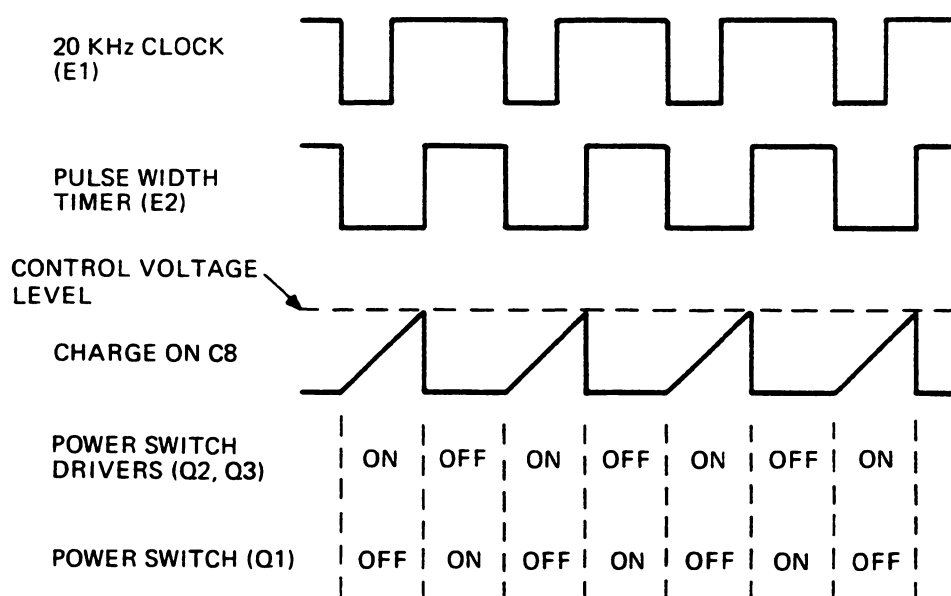 20 KHz CLOCK
(E1)
PULSE WIDTH
TIMER (E2)
CONTROL VOLTAGE
LEVEL
CHARGE ON C8
POWER SWITCH
DRIVERS (Q2, Q3)
ON OFF ON OFF ON OFF ON
POWER SWITCH (Q1) OFF ON OFF ON OFF ON OFF